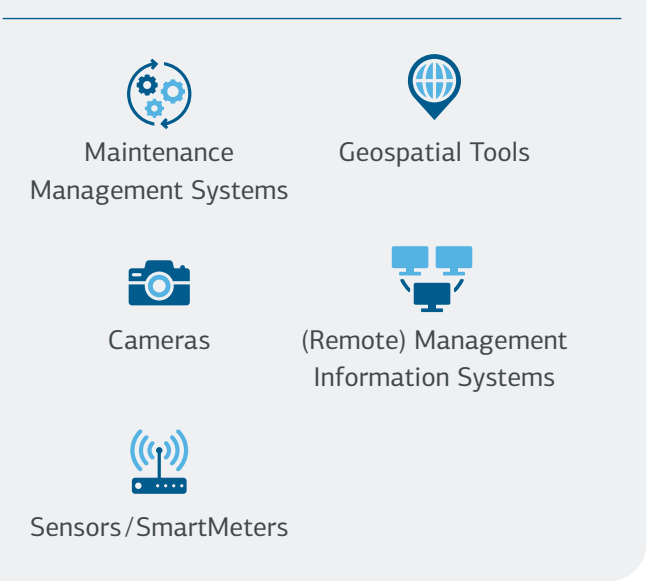 Maintenance
Management Systems
Geospatial Tools
Cameras
(Remote) Management
Information Systems
Sensors/SmartMeters